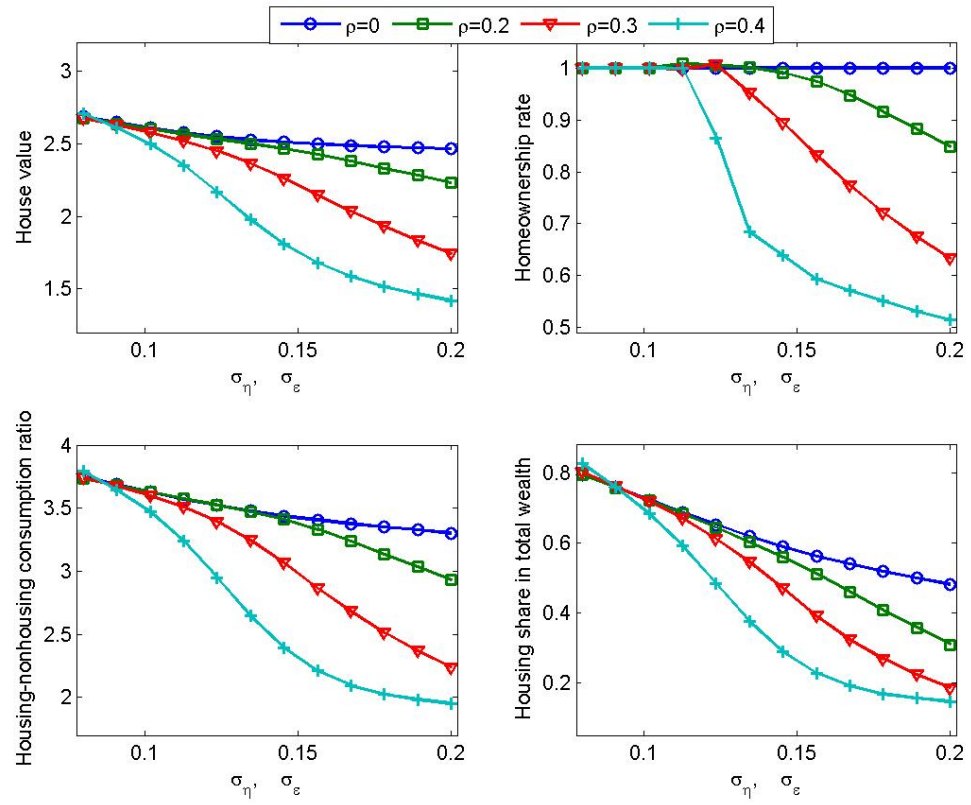 ρ=0 ρ=0.2 ρ=0.3 ρ=0.4
House value
3
2.5
2
1.5
0.1 0.15 0.2
σ_η, σ_ε
Homeownership rate
1
0.9
0.8
0.7
0.6
0.5
0.1 0.15 0.2
σ_η, σ_ε
Housing-nonhousing consumption ratio
4
3.5
3
2.5
2
0.1 0.15 0.2
σ_η, σ_ε
Housing share in total wealth
0.8
0.6
0.4
0.2
0.1 0.15 0.2
σ_η, σ_ε